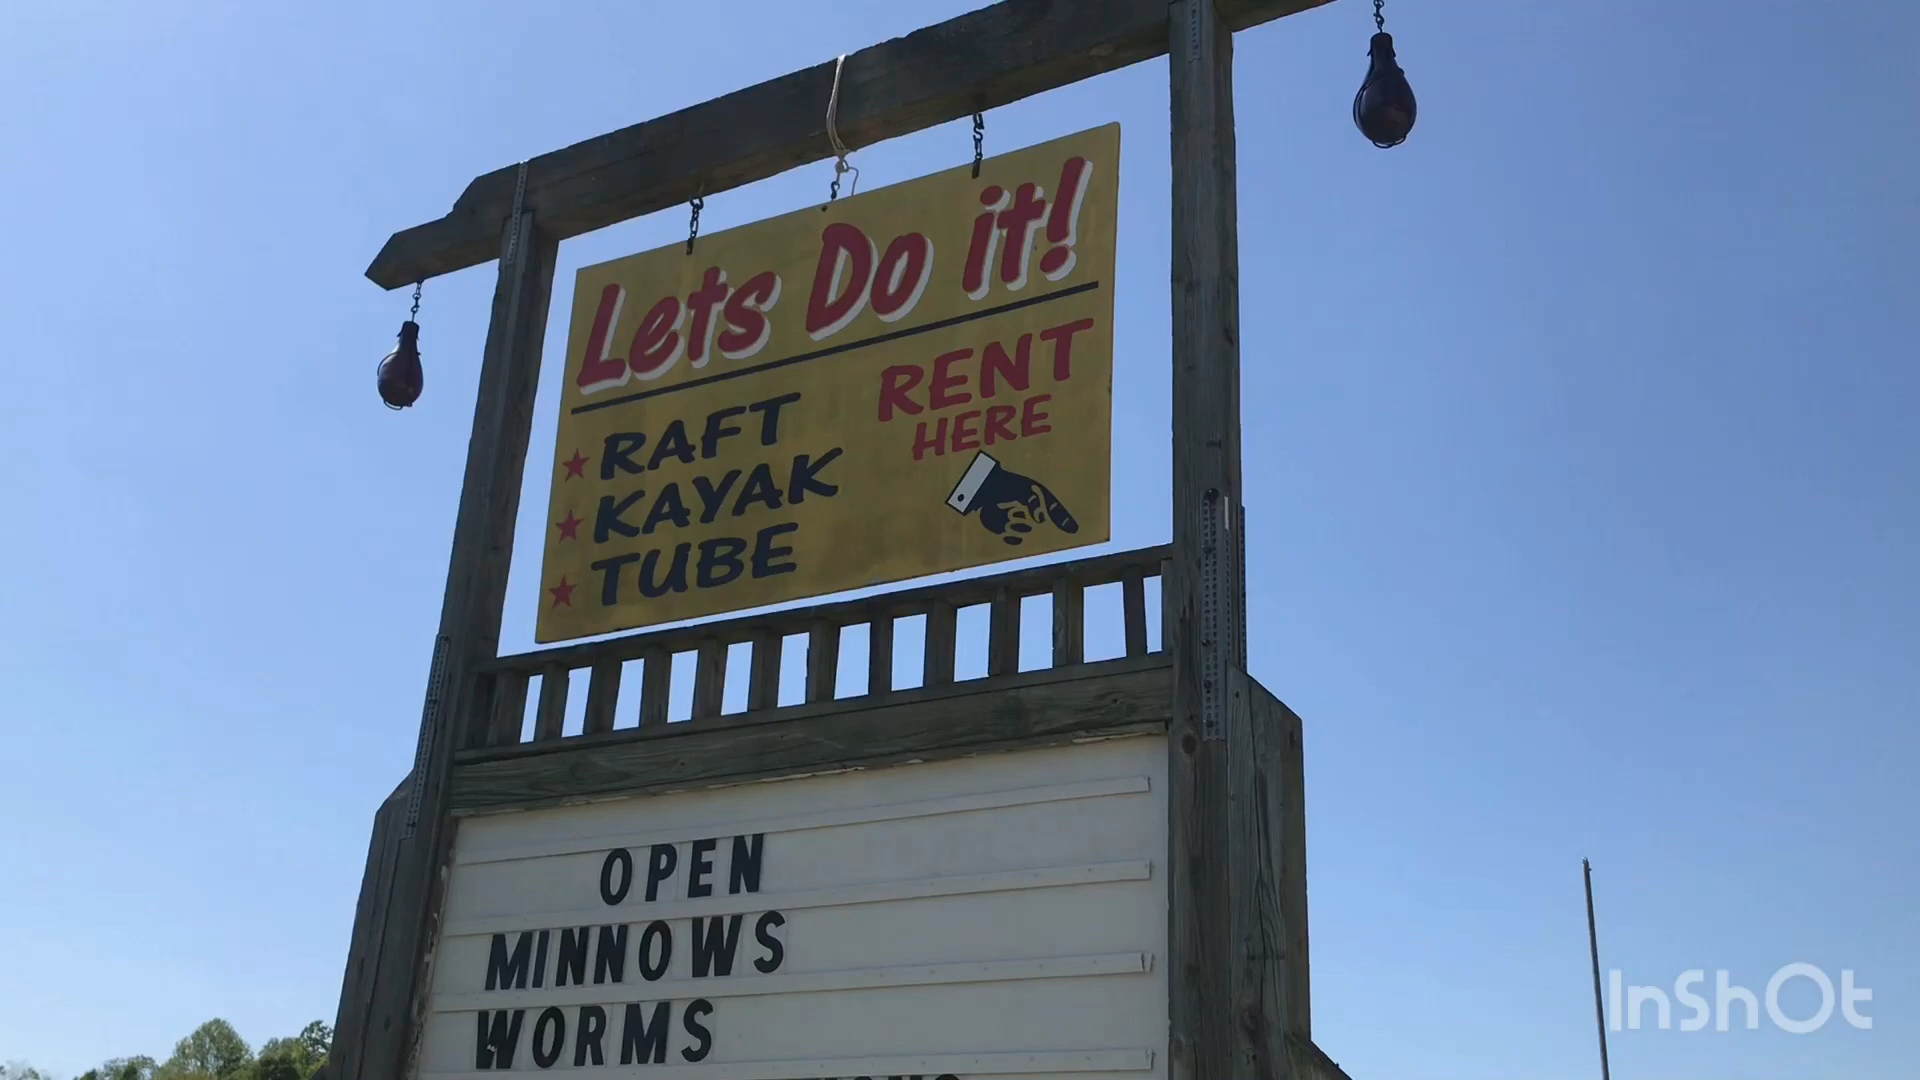 Lets Do it!
RAFT
KAYAK
TUBE
RENT
HERE
OPEN
MINNOWS
WORMS
InShOt